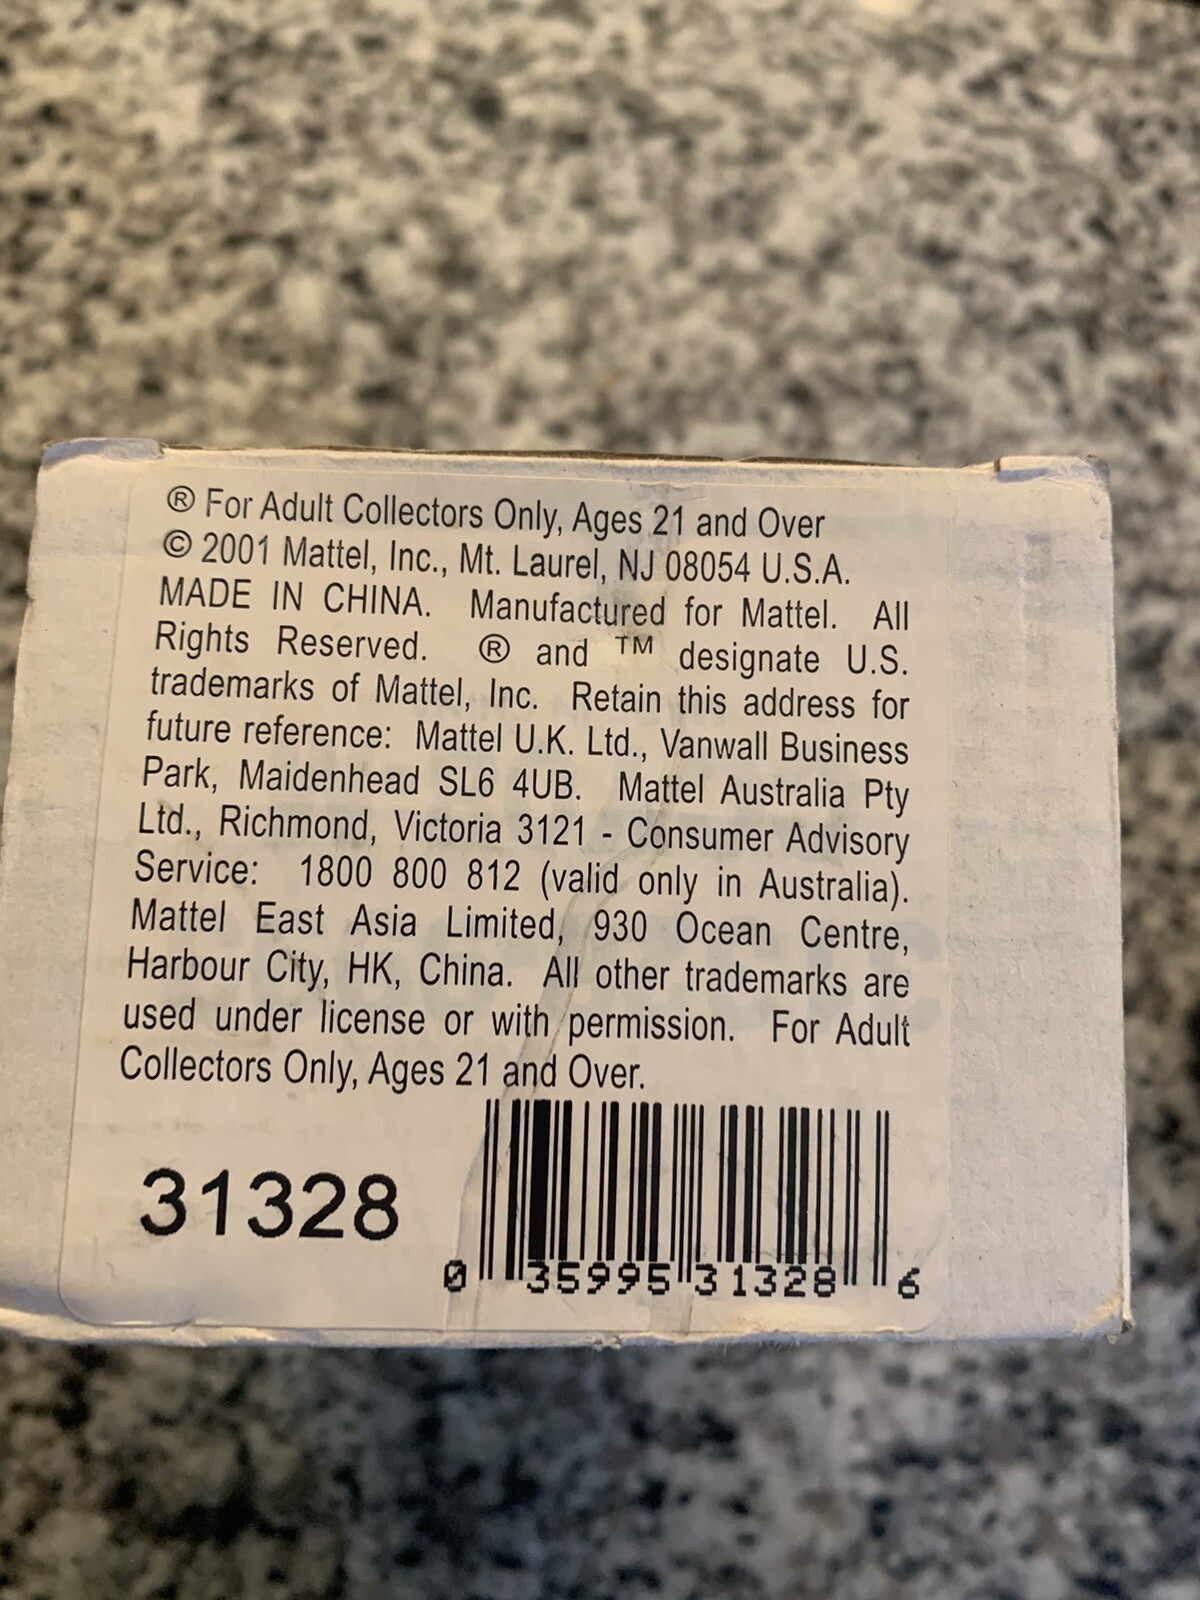 ® For Adult Collectors Only, Ages 21 and Over
© 2001 Mattel, Inc., Mt. Laurel, NJ 08054 U.S.A.
MADE IN CHINA. Manufactured for Mattel. All
Rights Reserved. ® and ™ designate U.S.
trademarks of Mattel, Inc. Retain this address for
future reference: Mattel U.K. Ltd., Vanwall Business
Park, Maidenhead SL6 4UB. Mattel Australia Pty
Ltd., Richmond, Victoria 3121 - Consumer Advisory
Service: 1800 800 812 (valid only in Australia).
Mattel East Asia Limited, 930 Ocean Centre,
Harbour City, HK, China. All other trademarks are
used under license or with permission. For Adult
Collectors Only, Ages 21 and Over.
31328
0 35995 31328 6